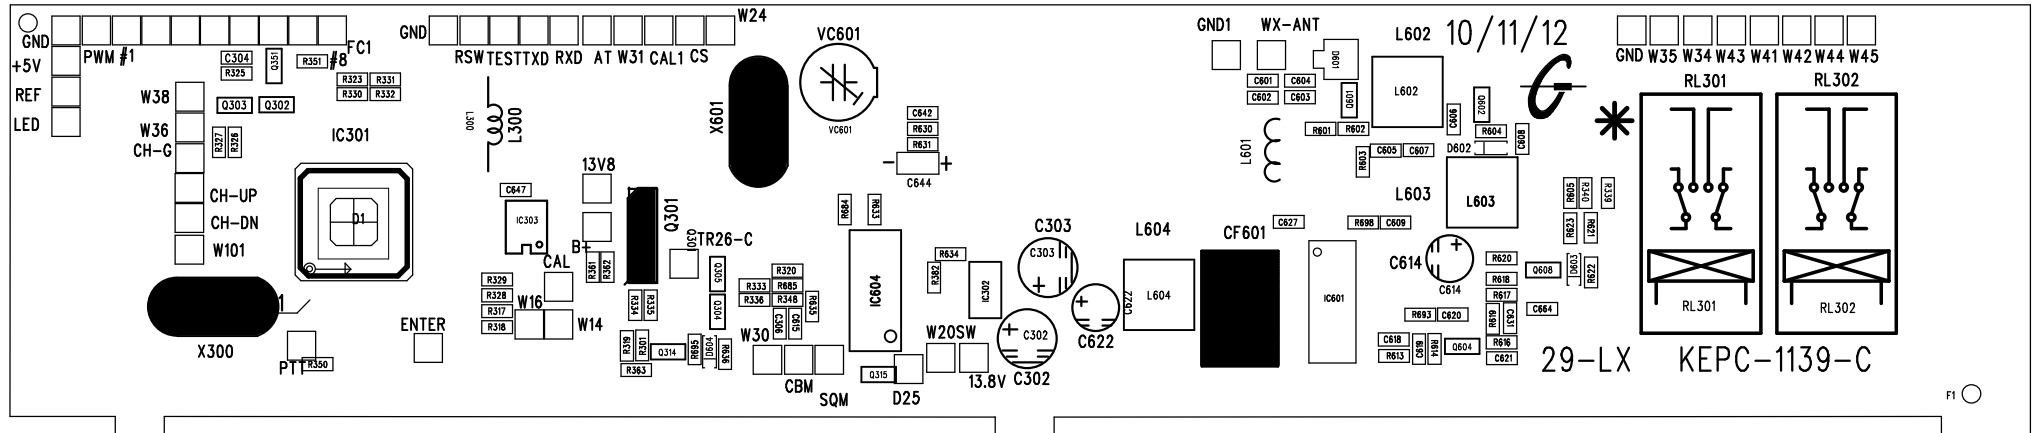 GND
+5V
REF
LED
PWM #1
FC1
#8
C304
R325
Q351
R351
R323
R331
R330
R332
Q303
Q302
W38
W36
CH-G
R327
R326
CH-UP
CH-DN
W101
IC301
D1
1
X300
PTT
R350
ENTER
GND
RSW
TEST
TXD
RXD
AT
W31
CAL1
CS
W24
L300
L300
13V8
C647
IC303
B+
CAL
Q301
Q301
TR26-C
R361
R362
R329
R328
R317
R318
W16
W14
R334
R335
Q305
Q304
R319
R301
Q314
R363
R695
D604
R636
X601
VC601
VC601
C642
R630
R631
- +
C644
R684
R633
R320
R333
R685
R336
R348
C306
C615
R635
W30
CBM
SQM
IC604
Q315
D25
R634
R382
IC302
W20SW
13.8V
C303
C303
C302
C302
C622
C622
L604
L604
CF601
GND1
WX-ANT
D601
C601
C604
C602
C603
Q601
L601
R601
R602
R603
L602
L602
C606
Q602
R604
C608
C605
C607
D602
L603
L603
C627
R698
C609
IC601
C614
C614
R693
C620
C618
R613
C619
R614
Q604
R620
R618
R617
R619
C631
R616
C621
Q608
D603
R622
C664
R605
R340
R339
R623
R621
10/11/12
GND
W35
W34
W43
W41
W42
W44
W45
RL301
RL302
RL301
RL302
29-LX KEPC-1139-C
F1